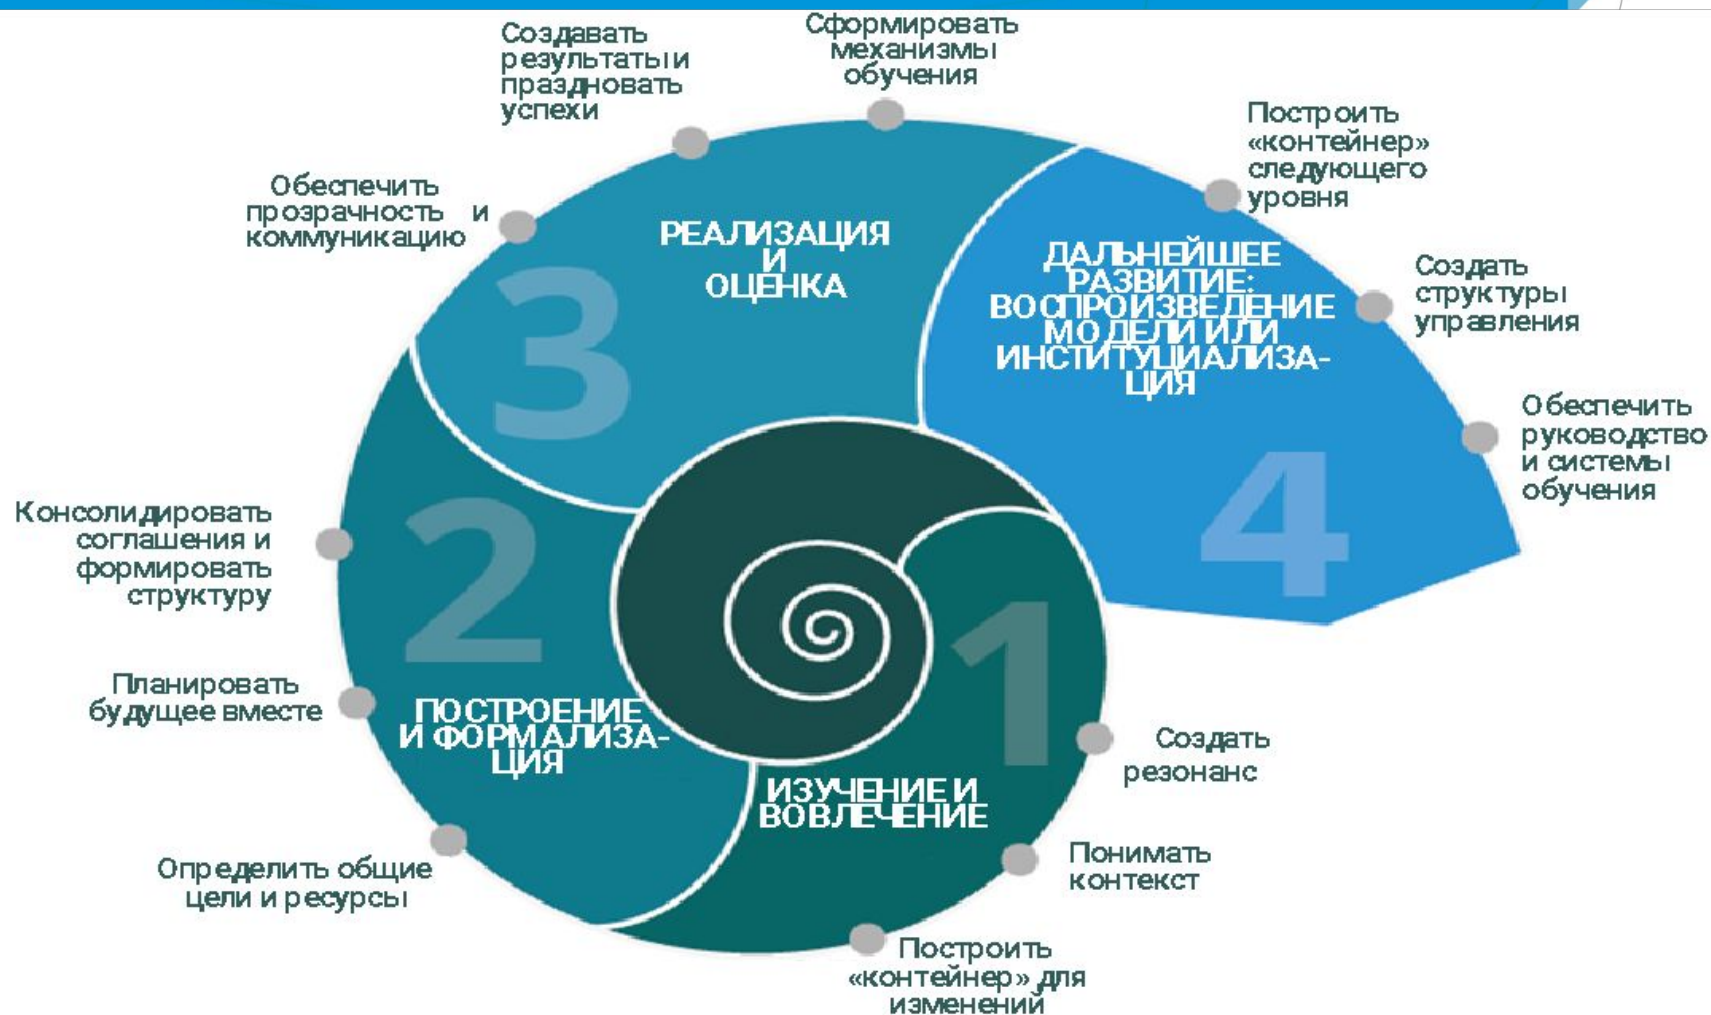 Создавать
результаты и
праздновать
успехи
Сформировать
механизмы
обучения
Построить
«контейнер»
следующего
уровня
Обеспечить
прозрачность и
коммуникацию
РЕАЛИЗАЦИЯ
И
ОЦЕНКА
3
ДАЛЬНЕЙШЕЕ
РАЗВИТИЕ:
ВОСПРОИЗВЕДЕНИЕ
МОДЕЛИ ИЛИ
ИНСТИТУЦИАЛИЗА-
ЦИЯ
4
Создать
структуры
управления
Обеспечить
руководство
и системы
обучения
Консолидировать
соглашения и
формировать
структуру
2
Планировать
будущее вместе
ПОСТРОЕНИЕ
И ФОРМАЛИЗА-
ЦИЯ
Определить общие
цели и ресурсы
1
ИЗУЧЕНИЕ И
ВОВЛЕЧЕНИЕ
Создать
резонанс
Понимать
контекст
Построить
«контейнер» для
изменений